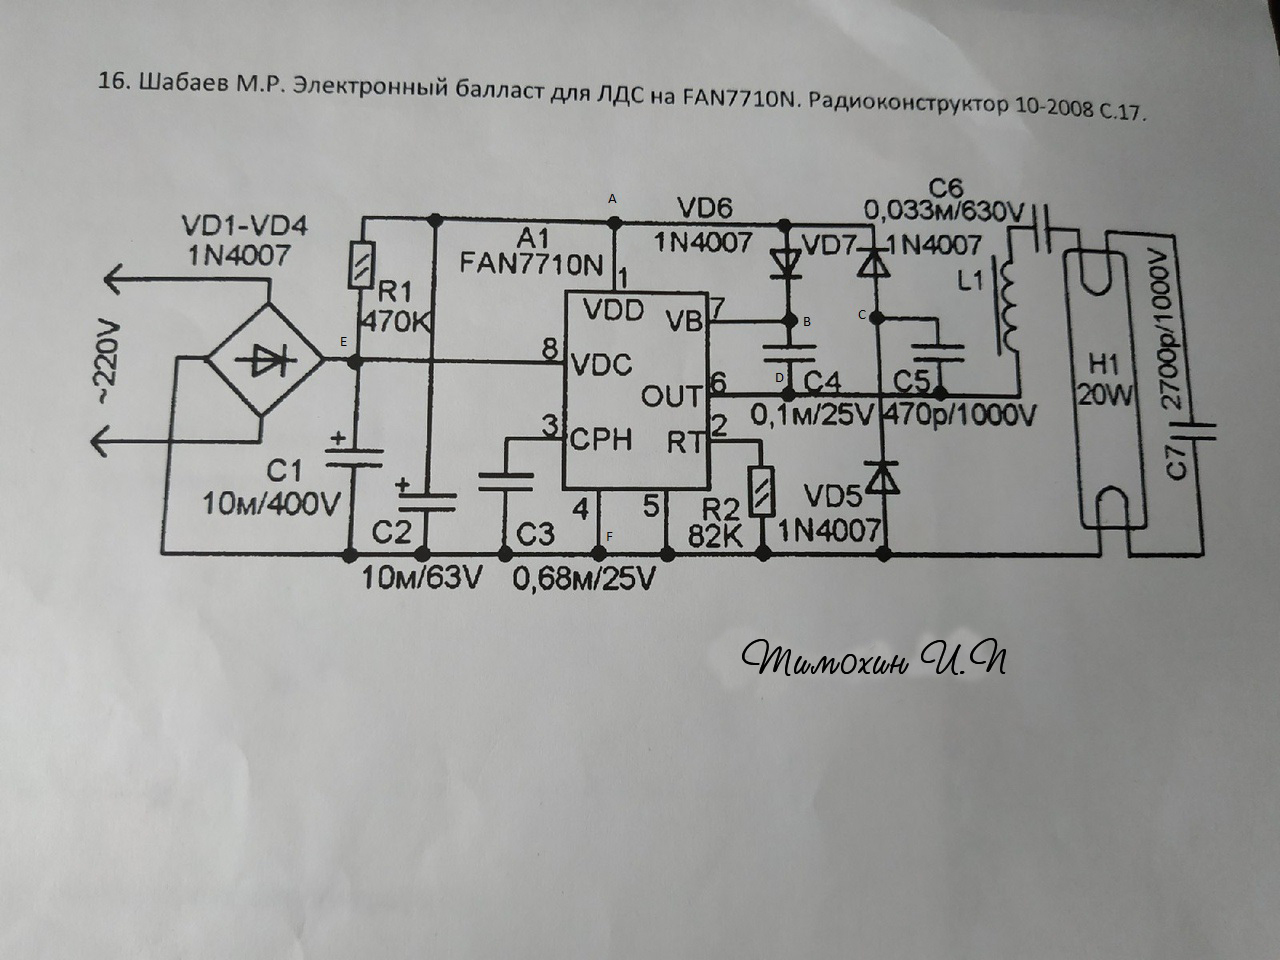 16. Шабаев М.Р. Электронный балласт для ЛДС на FAN7710N. Радиоконструктор 10-2008 С.17.
VD1-VD4
1N4007
~220V
R1
470K
E
+
C1
10м/400V
+
C2
10м/63V
A
A1
FAN7710N
1
VDD
VB
7
8
VDC
OUT
6
3
CPH
RT
2
4
5
C3
0,68м/25V
F
R2
82K
VD6
1N4007
B
D
C4
0,1м/25V
VD7
1N4007
C
C5
470p/1000V
VD5
1N4007
C6
0,033м/630V
L1
H1
20W
C7
2700p/1000V
Тимохин И.П